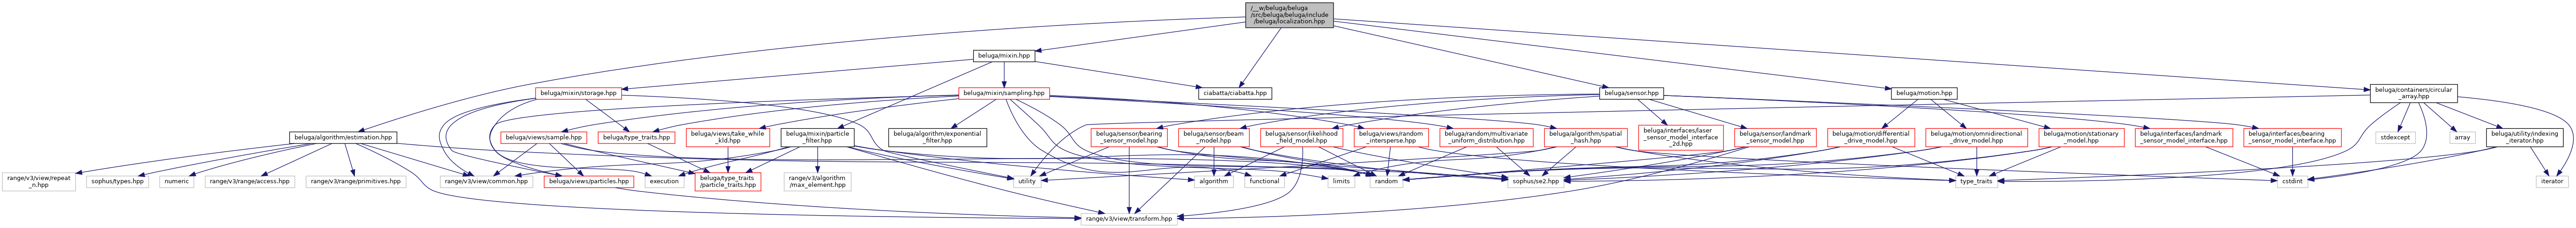 /__w/beluga/beluga
/src/beluga/beluga/include
/beluga/localization.hpp
beluga/mixin.hpp
beluga/mixin/storage.hpp
beluga/mixin/sampling.hpp
ciabatta/ciabatta.hpp
beluga/sensor.hpp
beluga/motion.hpp
beluga/containers/circular
_array.hpp
beluga/algorithm/estimation.hpp
beluga/views/sample.hpp
beluga/type_traits.hpp
beluga/views/take_while
_kld.hpp
beluga/mixin/particle
_filter.hpp
beluga/algorithm/exponential
_filter.hpp
beluga/sensor/bearing
_sensor_model.hpp
beluga/sensor/beam
_model.hpp
beluga/sensor/likelihood
_field_model.hpp
beluga/views/random
_intersperse.hpp
beluga/random/multivariate
_uniform_distribution.hpp
beluga/algorithm/spatial
_hash.hpp
beluga/interfaces/laser
_sensor_model_interface
_2d.hpp
beluga/sensor/landmark
_sensor_model.hpp
beluga/motion/differential
_drive_model.hpp
beluga/motion/omnidirectional
_drive_model.hpp
beluga/motion/stationary
_model.hpp
beluga/interfaces/landmark
_sensor_model_interface.hpp
beluga/interfaces/bearing
_sensor_model_interface.hpp
stdexcept
array
beluga/utility/indexing
_iterator.hpp
range/v3/view/repeat
_n.hpp
sophus/types.hpp
numeric
range/v3/range/access.hpp
range/v3/range/primitives.hpp
range/v3/view/common.hpp
beluga/views/particles.hpp
execution
beluga/type_traits
/particle_traits.hpp
range/v3/algorithm
/max_element.hpp
utility
algorithm
functional
limits
random
sophus/se2.hpp
type_traits
cstdint
iterator
range/v3/view/transform.hpp